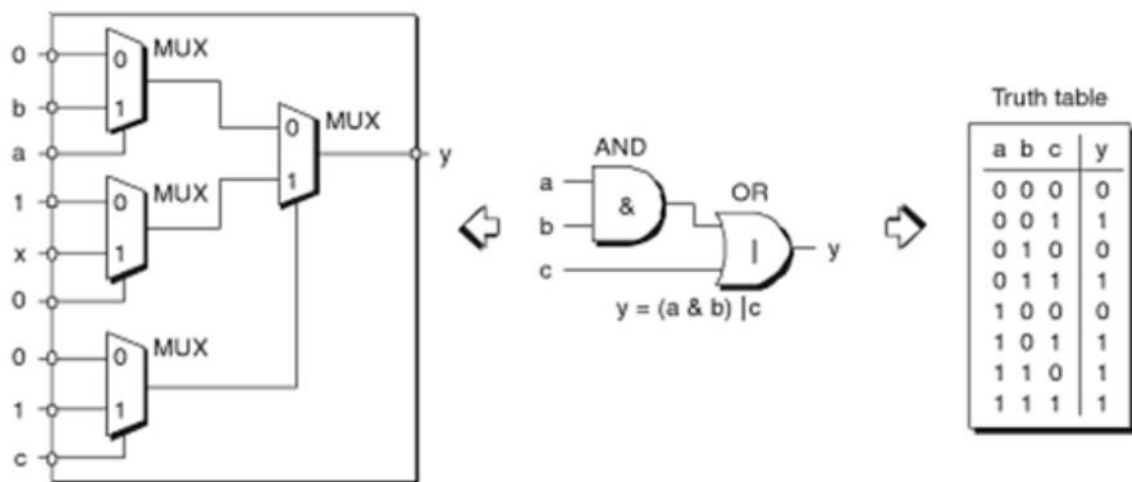 0
0
MUX
b
1
a
0
MUX
1
y
1
0
MUX
x
1
0
0
0
MUX
1
1
c
AND
a
&
b
OR
|
y
c
y = (a & b) |c
Truth table
a b c y
0 0 0 0
0 0 1 1
0 1 0 0
0 1 1 1
1 0 0 0
1 0 1 1
1 1 0 1
1 1 1 1